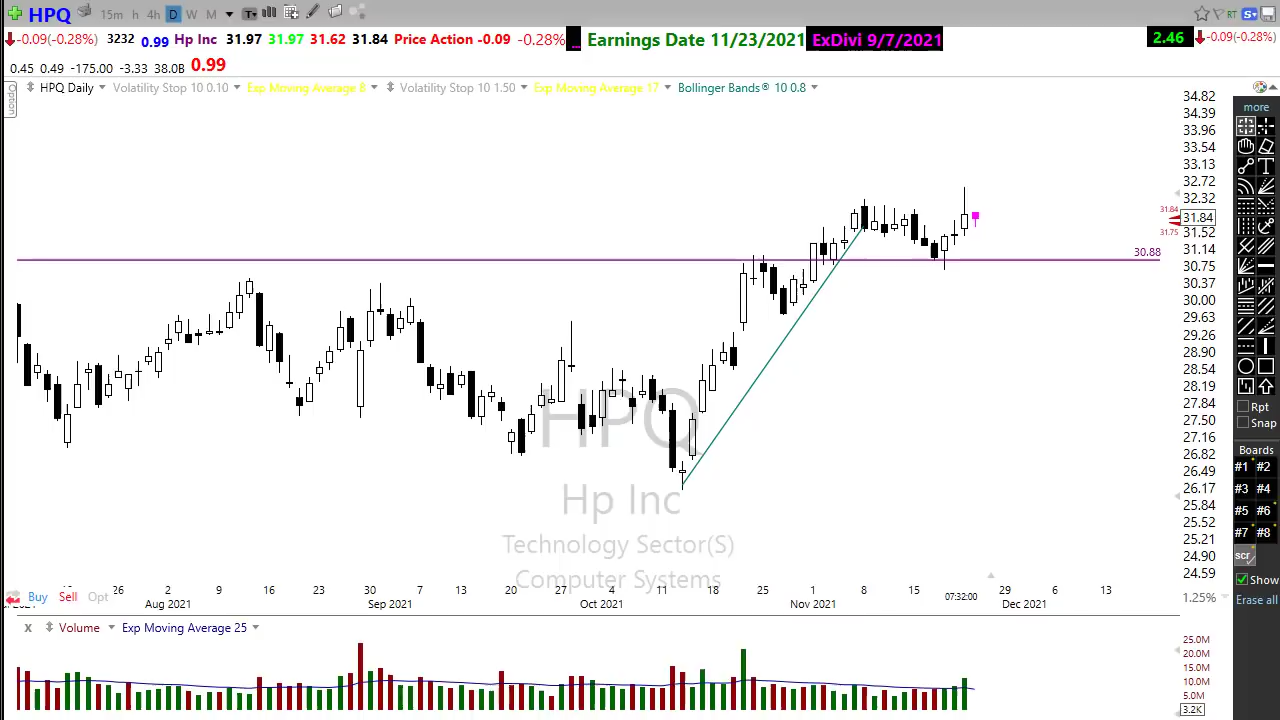 HPQ 15m h 4h D W M T RT S
-0.09(-0.28%) 3232 0.99 Hp Inc 31.97 31.97 31.62 31.84 Price Action -0.09 -0.28% ... Earnings Date 11/23/2021 ExDivi 9/7/2021 2.46 -0.09(-0.28%)
0.45 0.49 -175.00 -3.33 38.0B 0.99
Option
HPQ Daily Volatility Stop 10 0.10 Exp Moving Average 8 Volatility Stop 10 1.50 Exp Moving Average 17 Bollinger Bands® 10 0.8
34.82
34.39
33.96
33.54
33.13
32.72
32.32
31.84
31.84
31.75
31.52
31.14
30.88
30.75
30.37
30.00
29.63
29.26
28.90
28.54
28.19
27.84
27.50
27.16
26.82
26.49
26.17
25.84
25.52
25.21
24.90
24.59
HPQ
Hp Inc
Technology Sector(S)
Computer Systems
26 2 9 16 23 30 7 13 20 27 4 11 18 25 1 8 15 07:32:00 29 6 13
Buy Sell Opt
1.25%
Aug 2021 Sep 2021 Oct 2021 Nov 2021 Dec 2021
X Volume Exp Moving Average 25
25.0M
20.0M
15.0M
10.0M
5.0M
3.2K
more
T
Rpt
Snap
Boards
#1 #2
#3 #4
#5 #6
#7 #8
scr
Show
Erase all